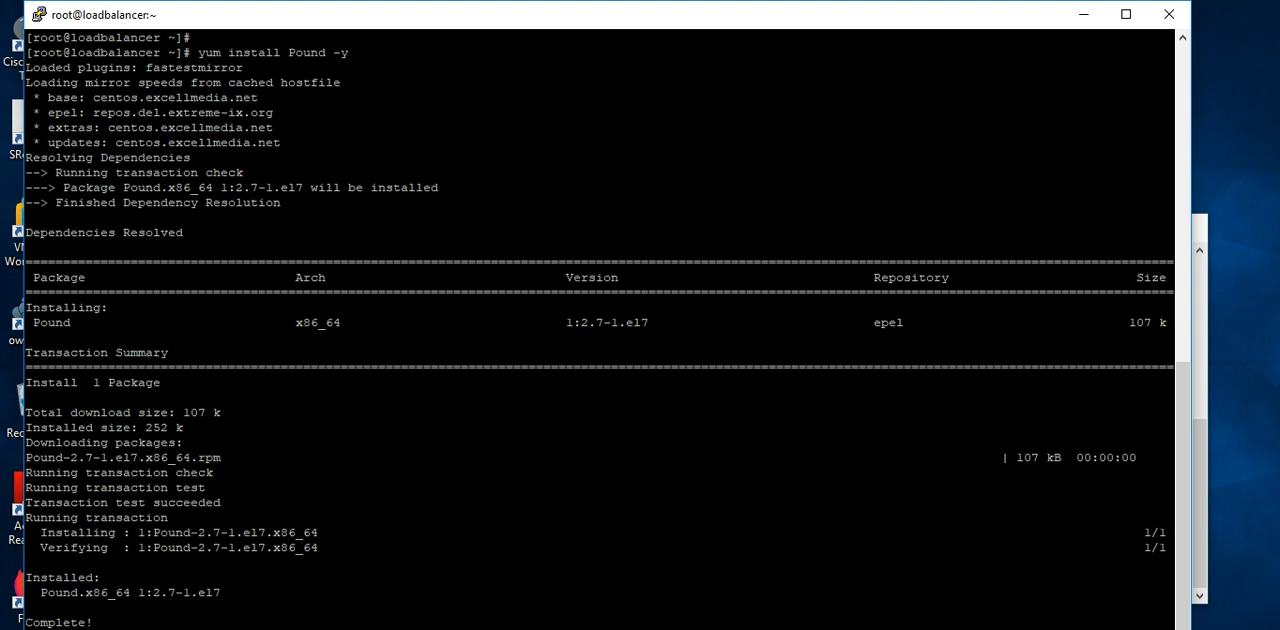 root@loadbalancer:~
[root@loadbalancer ~]#
[root@loadbalancer ~]# yum install Pound -y
Loaded plugins: fastestmirror
Loading mirror speeds from cached hostfile
* base: centos.excellmedia.net
* epel: repos.del.extreme-ix.org
* extras: centos.excellmedia.net
* updates: centos.excellmedia.net
Resolving Dependencies
--> Running transaction check
---> Package Pound.x86_64 1:2.7-1.el7 will be installed
--> Finished Dependency Resolution
Dependencies Resolved
Package Arch Version Repository Size
Installing:
Pound x86_64 1:2.7-1.el7 epel 107 k
Transaction Summary
Install 1 Package
Total download size: 107 k
Installed size: 252 k
Downloading packages:
Pound-2.7-1.el7.x86_64.rpm | 107 kB 00:00:00
Running transaction check
Running transaction test
Transaction test succeeded
Running transaction
Installing : 1:Pound-2.7-1.el7.x86_64 1/1
Verifying : 1:Pound-2.7-1.el7.x86_64 1/1
Installed:
Pound.x86_64 1:2.7-1.el7
Complete!